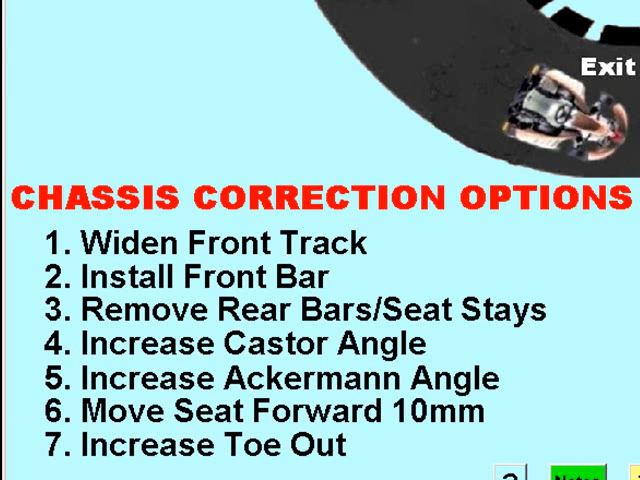 Exit
CHASSIS CORRECTION OPTIONS
1. Widen Front Track
2. Install Front Bar
3. Remove Rear Bars/Seat Stays
4. Increase Castor Angle
5. Increase Ackermann Angle
6. Move Seat Forward 10mm
7. Increase Toe Out